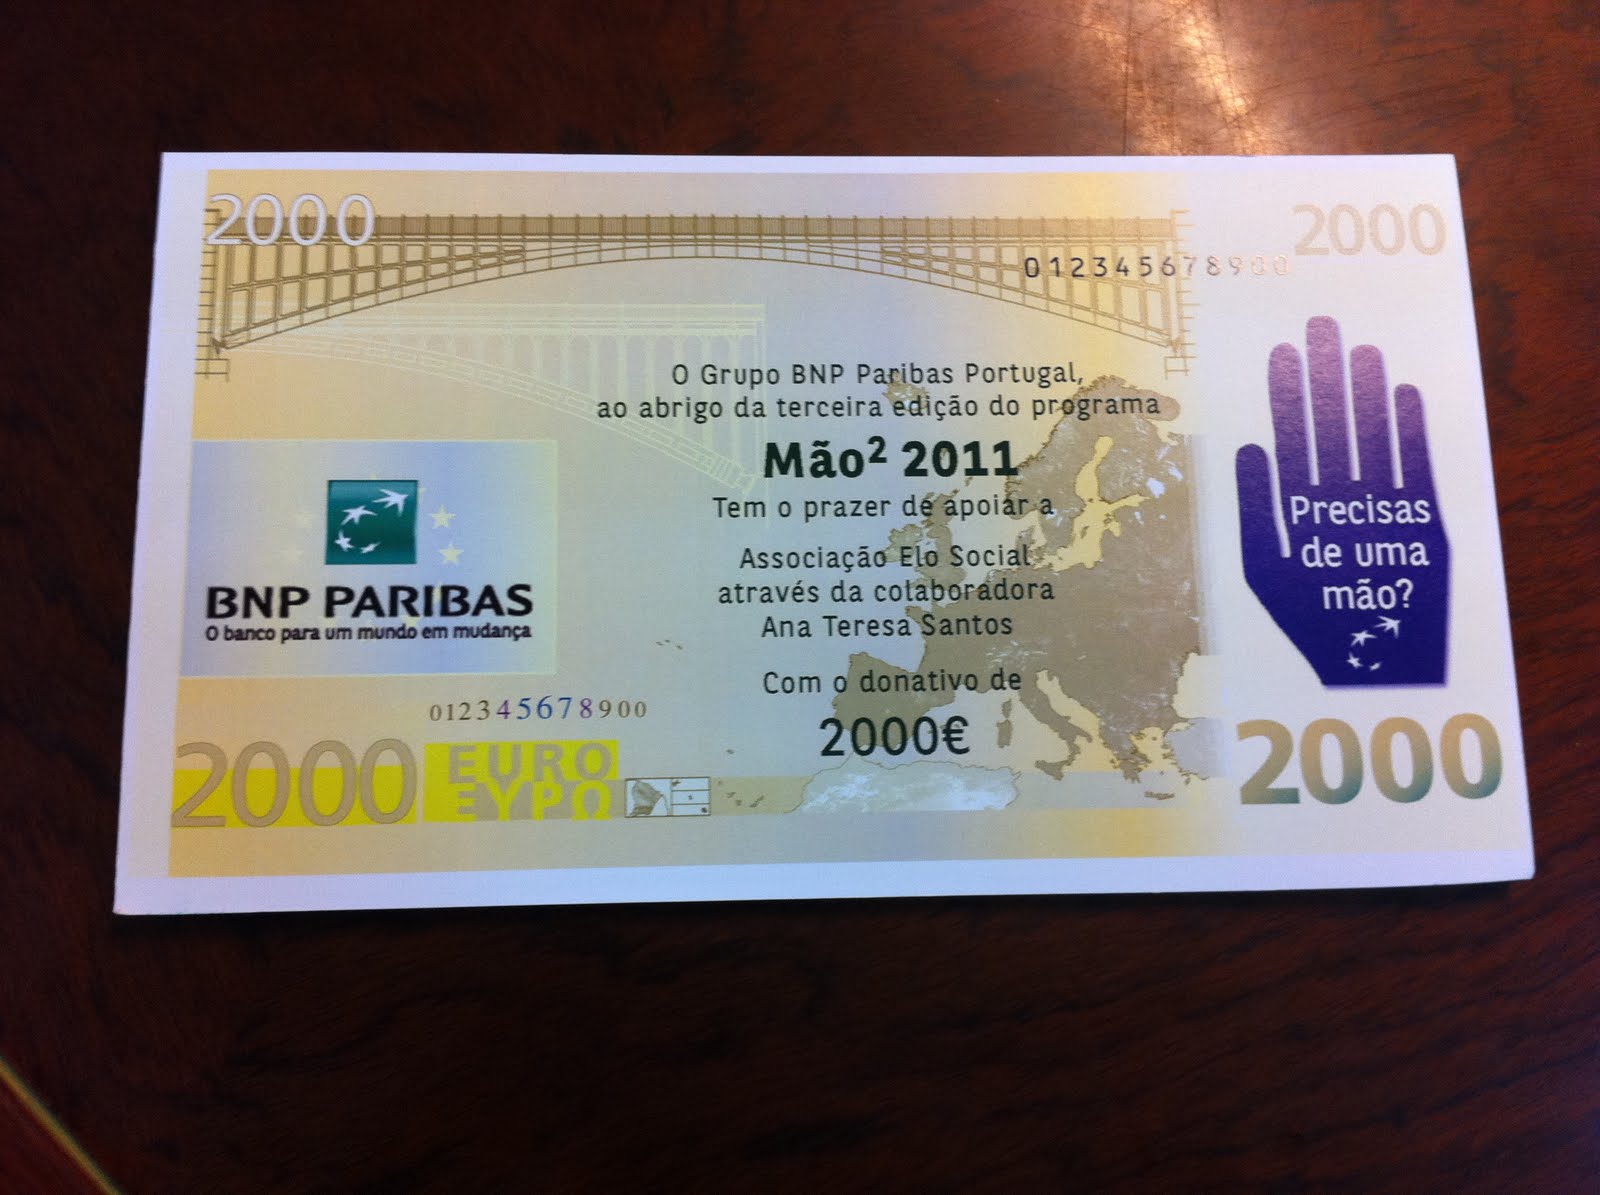 2000
2000
012345678900
O Grupo BNP Paribas Portugal,
ao abrigo da terceira edição do programa
Mão² 2011
Tem o prazer de apoiar a
Associação Elo Social
através da colaboradora
Ana Teresa Santos
Com o donativo de
2000€
BNP PARIBAS
O banco para um mundo em mudança
Precisas
de uma
mão?
012345678900
2000
EURO
ΕΥΡΩ
2000